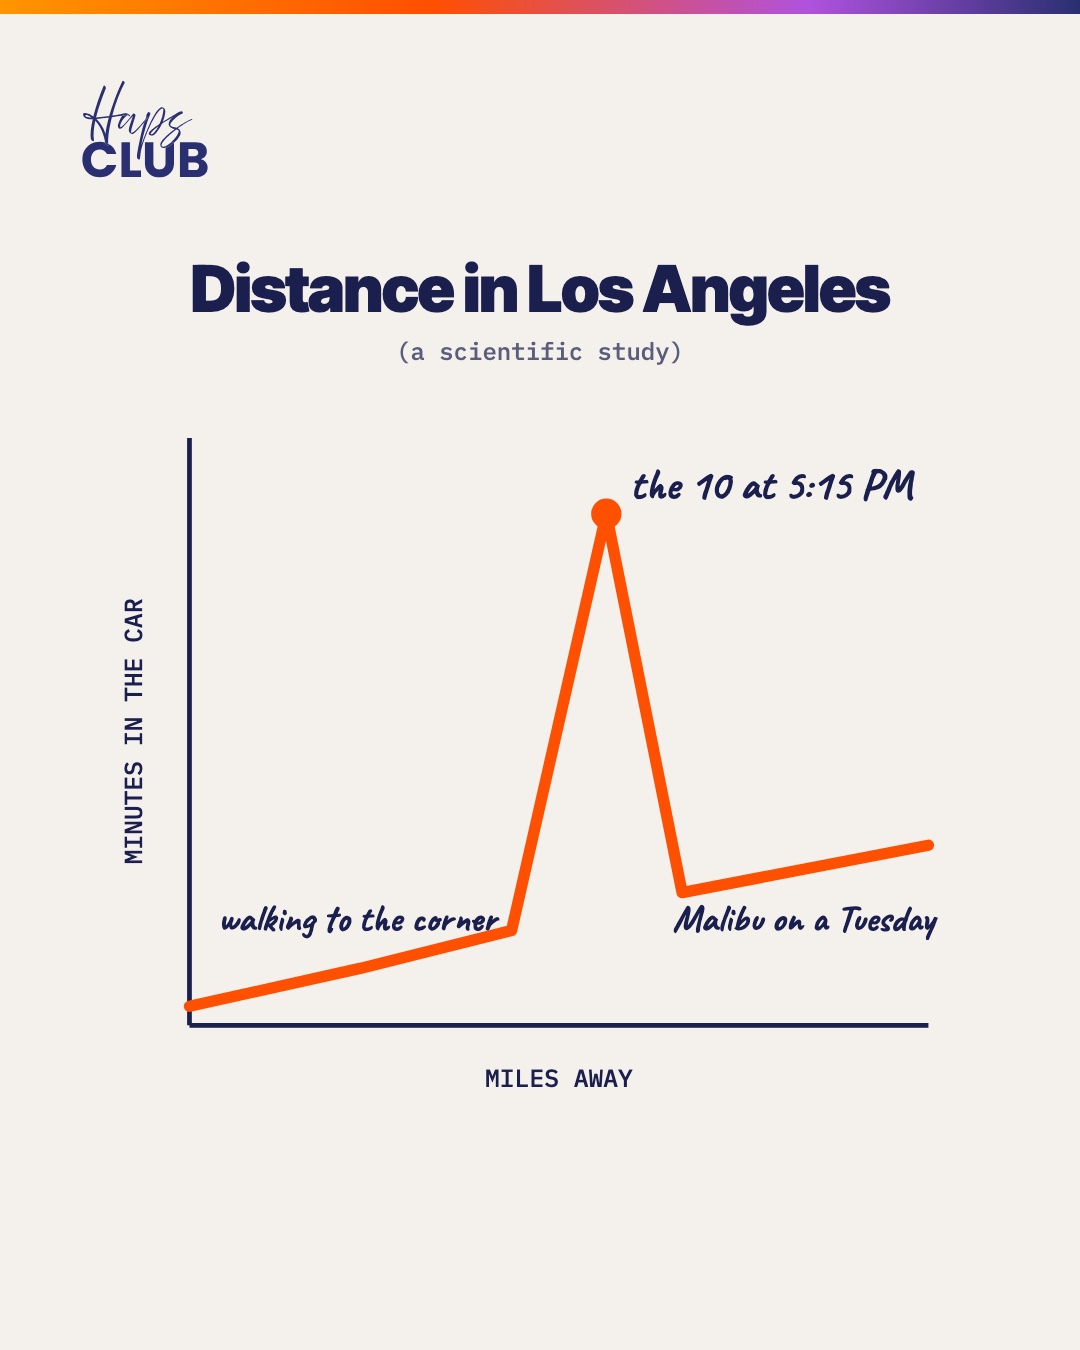 Haps
CLUB
Distance in Los Angeles
(a scientific study)
the 10 at 5:15 PM
MINUTES IN THE CAR
walking to the corner
Malibu on a Tuesday
MILES AWAY